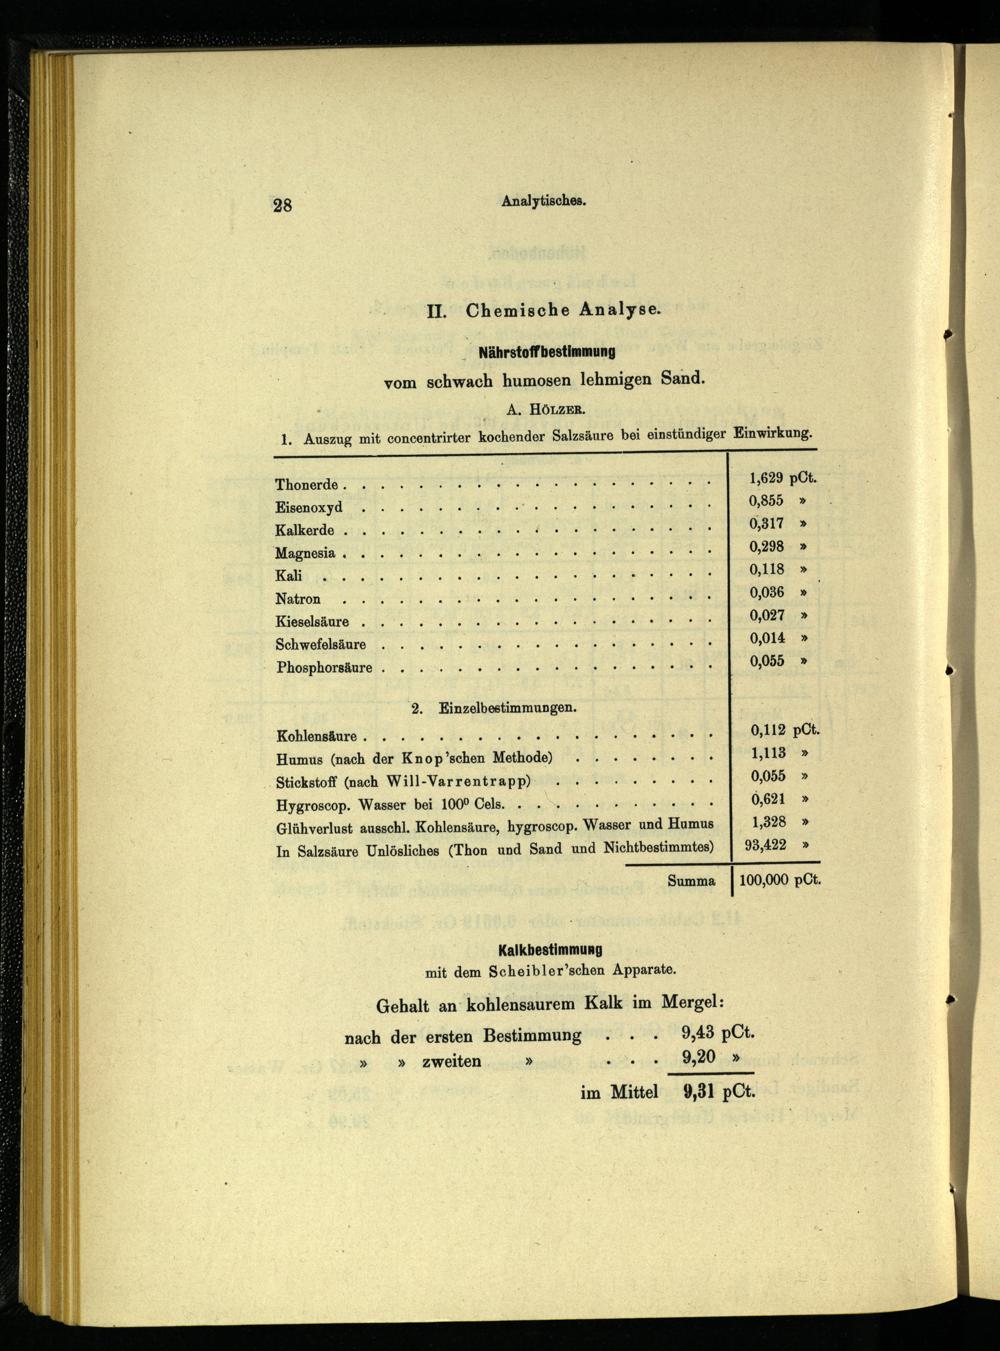 28
Analytisches.
II. Chemische Analyse.
Nährstoffbestimmung
vom schwach humosen lehmigen Sand.
A. HÖLZER.
1. Auszug mit concentrirter kochender Salzsäure bei einstündiger Einwirkung.
Thonerde . . . . . . . . . . . . . . . . . . . . 1,629 pCt.
Eisenoxyd . . . . . . . . . . . . . . . . . . . 0,855 »
Kalkerde . . . . . . . . . . . . . . . . . . . . 0,317 »
Magnesia . . . . . . . . . . . . . . . . . . . . 0,298 »
Kali . . . . . . . . . . . . . . . . . . . . . 0,118 »
Natron . . . . . . . . . . . . . . . . . . . . 0,036 »
Kieselsäure . . . . . . . . . . . . . . . . . . . 0,027 »
Schwefelsäure . . . . . . . . . . . . . . . . . . 0,014 »
Phosphorsäure . . . . . . . . . . . . . . . . . . 0,055 »
2. Einzelbestimmungen.
Kohlensäure . . . . . . . . . . . . . . . . . . . 0,112 pCt.
Humus (nach der Knop'schen Methode) . . . . . . . . 1,113 »
Stickstoff (nach Will-Varrentrapp) . . . . . . . . . 0,055 »
Hygroscop. Wasser bei 100⁰ Cels. . . . . . . . . . . . 0,621 »
Glühverlust ausschl. Kohlensäure, hygroscop. Wasser und Humus 1,328 »
In Salzsäure Unlösliches (Thon und Sand und Nichtbestimmtes) 93,422 »
Summa 100,000 pCt.
Kalkbestimmung
mit dem Scheibler'schen Apparate.
Gehalt an kohlensaurem Kalk im Mergel:
nach der ersten Bestimmung . . . 9,43 pCt.
» » zweiten » . . . 9,20 »
im Mittel 9,31 pCt.